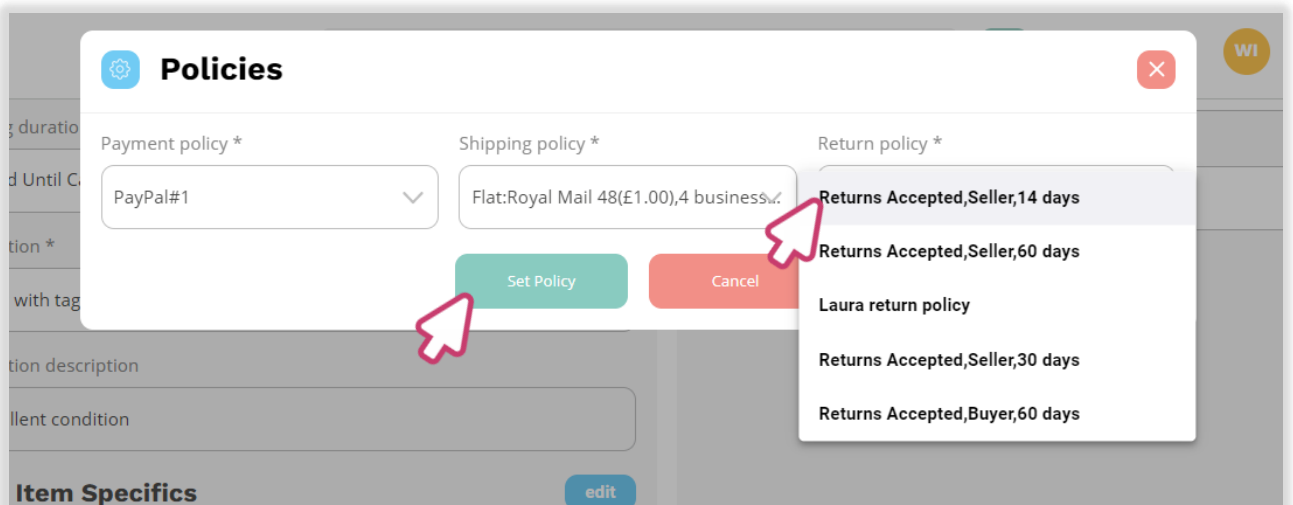 WI
Policies
g duratio
Payment policy *
Shipping policy *
Return policy *
d Until Ca
PayPal#1
Flat:Royal Mail 48(£1.00),4 business...
Returns Accepted,Seller,14 days
tion *
Returns Accepted,Seller,60 days
Set Policy
Cancel
with tag
Laura return policy
tion description
Returns Accepted,Seller,30 days
llent condition
Returns Accepted,Buyer,60 days
Item Specifics
edit